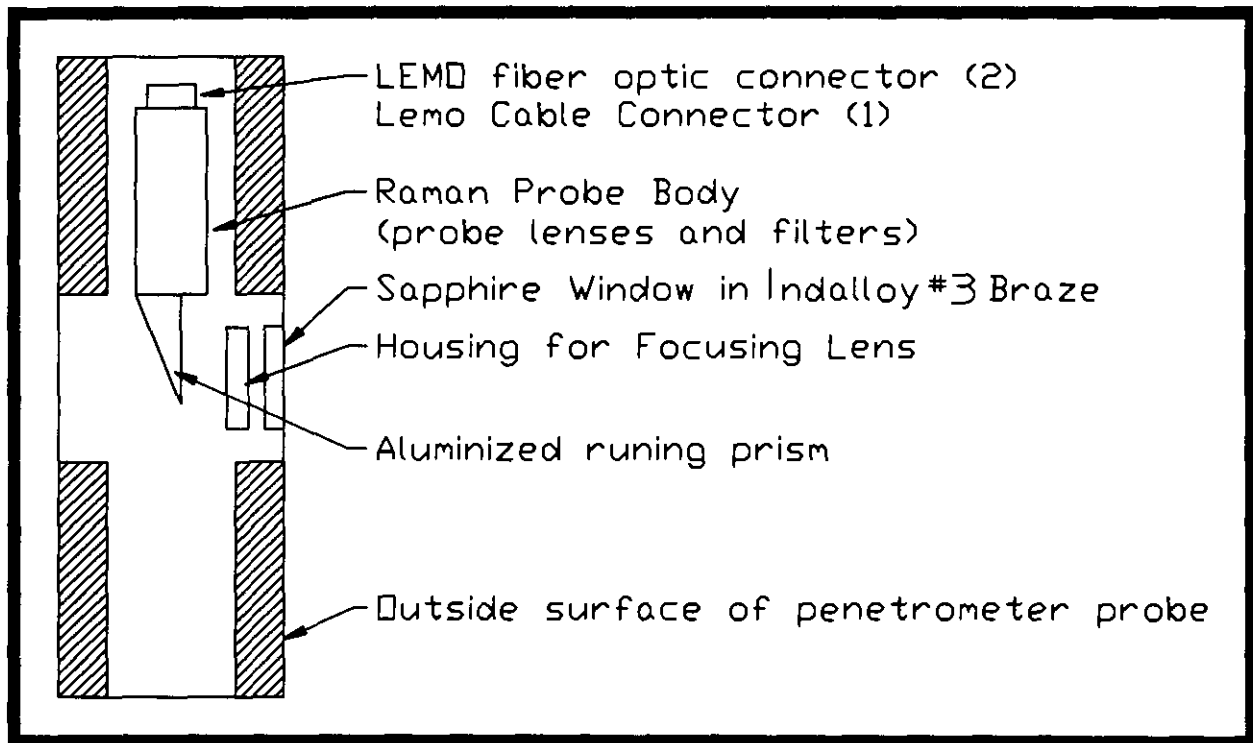 LEMO fiber optic connector (2)
Lemo Cable Connector (1)
Raman Probe Body
(probe lenses and filters)
Sapphire Window in Indalloy #3 Braze
Housing for Focusing Lens
Aluminized runing prism
Outside surface of penetrometer probe